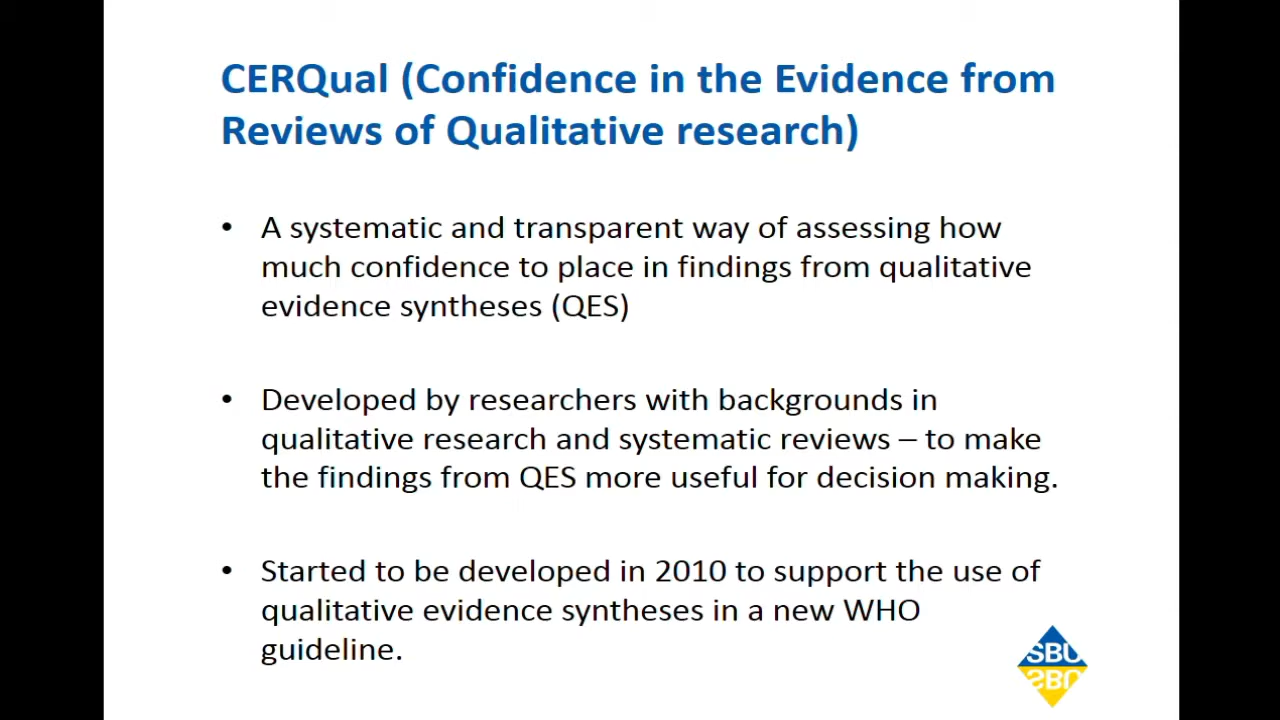 CERQual (Confidence in the Evidence from
Reviews of Qualitative research)
• A systematic and transparent way of assessing how
much confidence to place in findings from qualitative
evidence syntheses (QES)
• Developed by researchers with backgrounds in
qualitative research and systematic reviews – to make
the findings from QES more useful for decision making.
• Started to be developed in 2010 to support the use of
qualitative evidence syntheses in a new WHO
guideline.
SBU
SBU